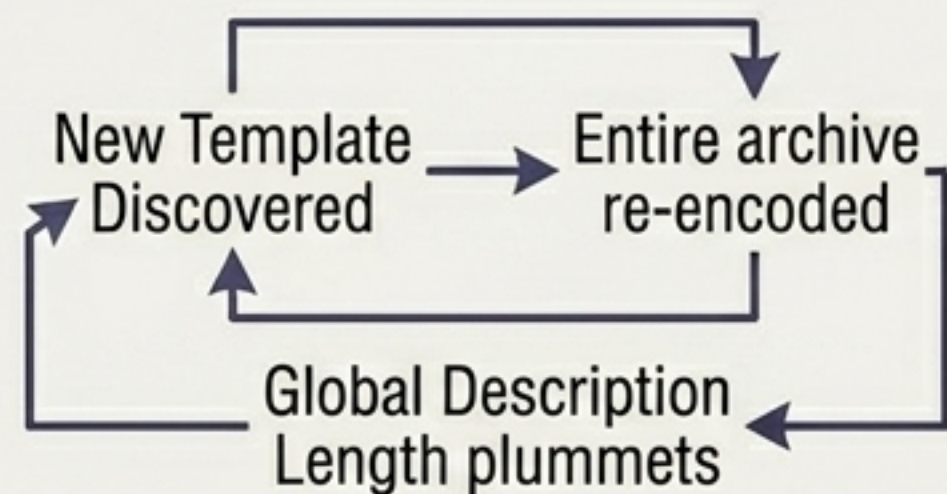 New Template
Discovered
Entire archive
re-encoded
Global Description
Length plummets